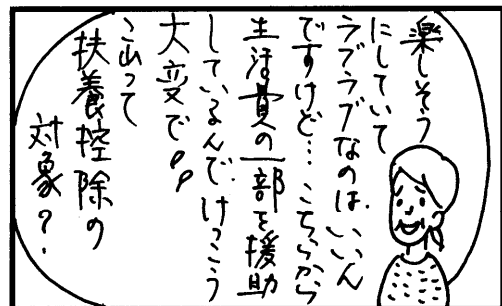 楽しそう
にしていて
ラブラブなのは、いいん
ですけど…こちらから
生活費の一部を援助
しているんで、けっこう
大変で〃
これって
扶養控除の
対象？